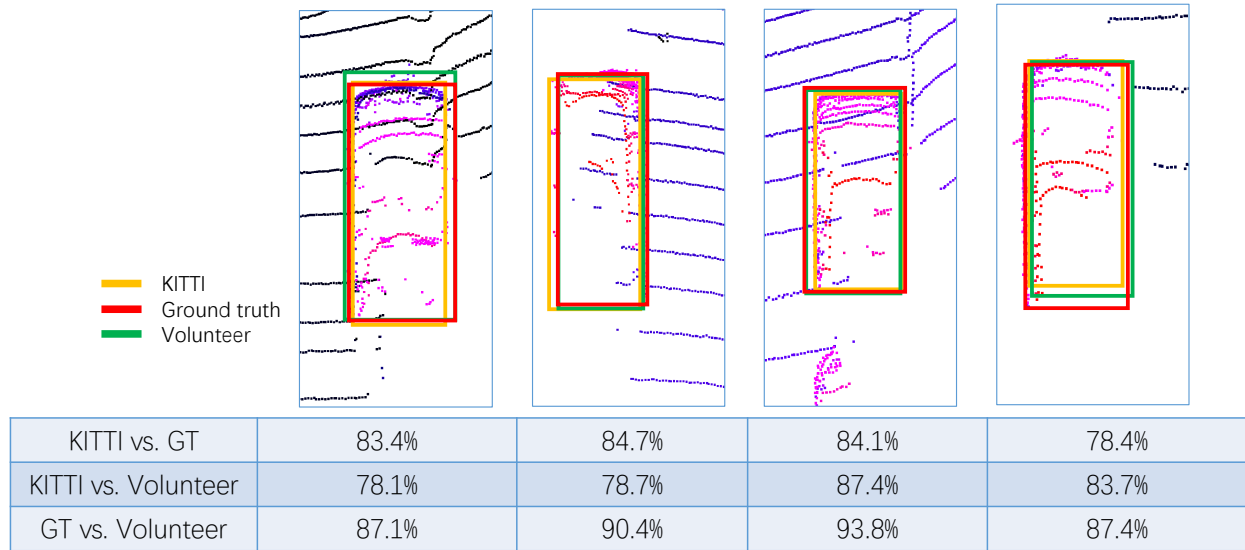 KITTI
Ground truth
Volunteer
KITTI vs. GT 83.4% 84.7% 84.1% 78.4%
KITTI vs. Volunteer 78.1% 78.7% 87.4% 83.7%
GT vs. Volunteer 87.1% 90.4% 93.8% 87.4%